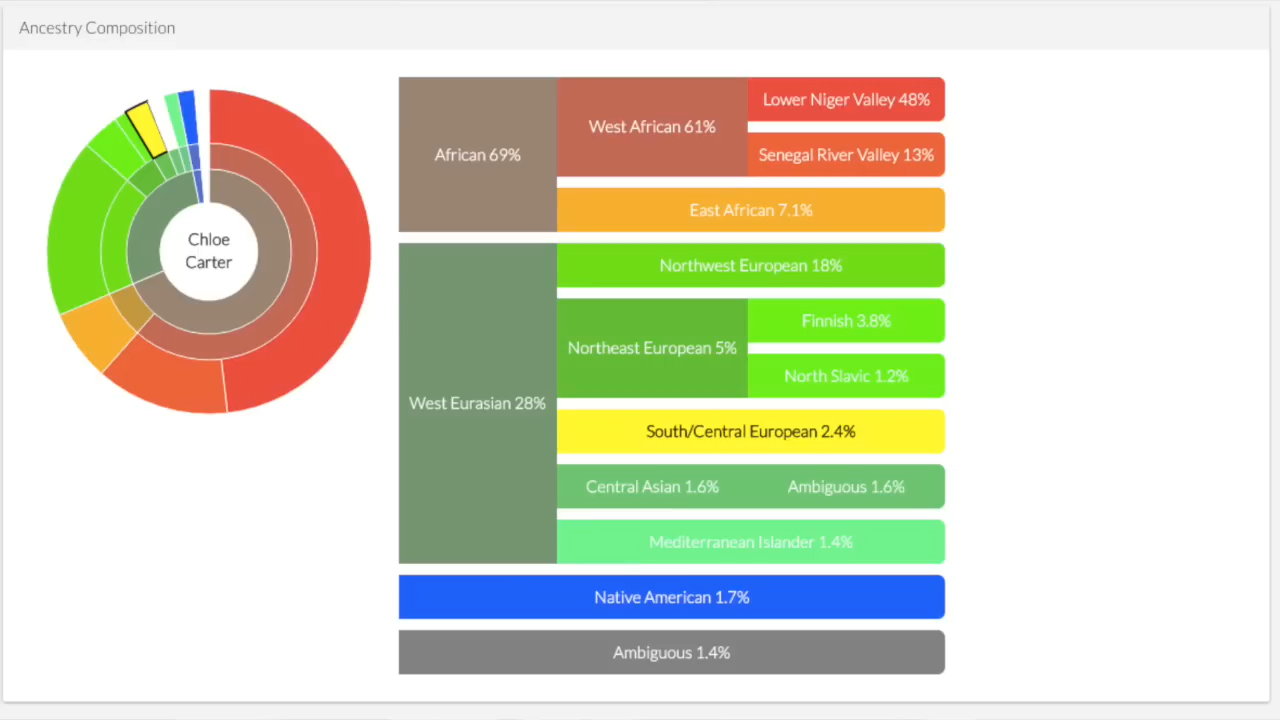 Ancestry Composition
Chloe
Carter
African 69%
West African 61%
Lower Niger Valley 48%
Senegal River Valley 13%
East African 7.1%
West Eurasian 28%
Northwest European 18%
Northeast European 5%
Finnish 3.8%
North Slavic 1.2%
South/Central European 2.4%
Central Asian 1.6%
Ambiguous 1.6%
Mediterranean Islander 1.4%
Native American 1.7%
Ambiguous 1.4%